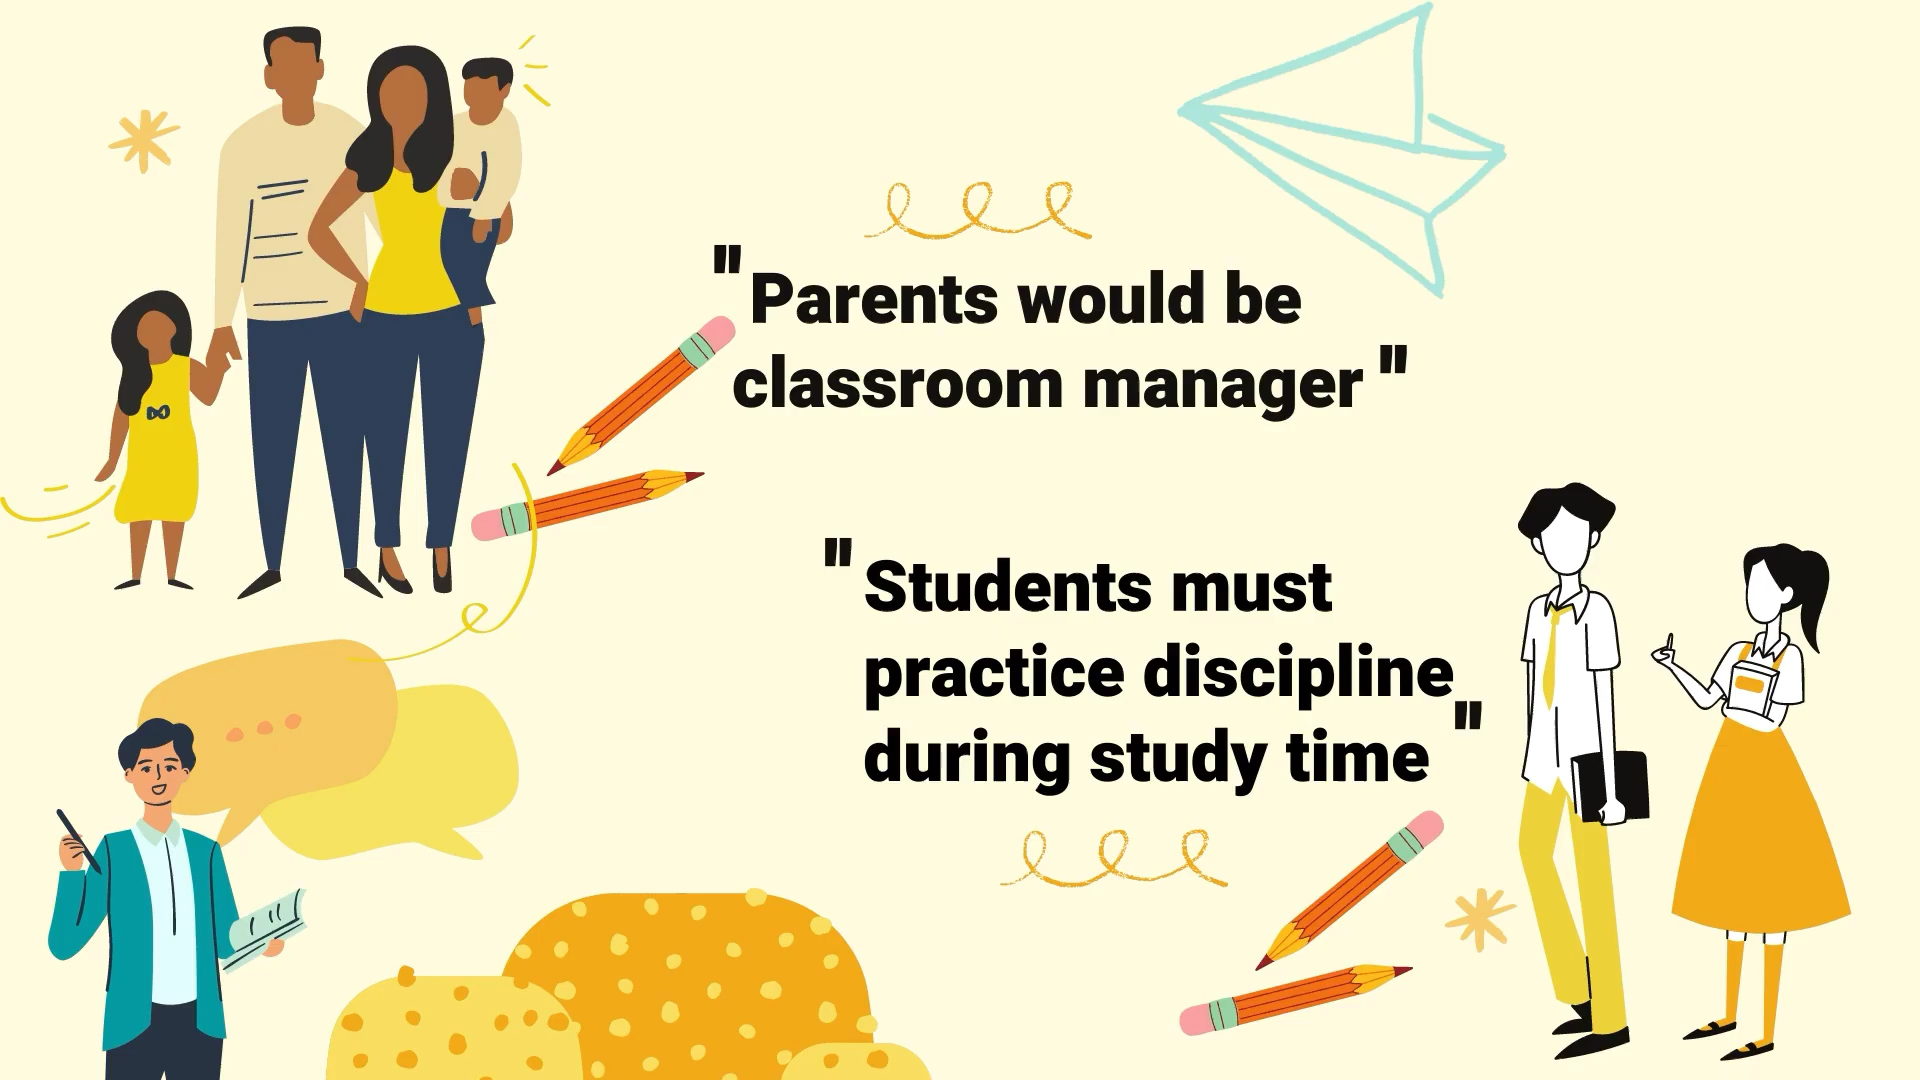 "Parents would be
classroom manager"
"Students must
practice discipline
during study time"